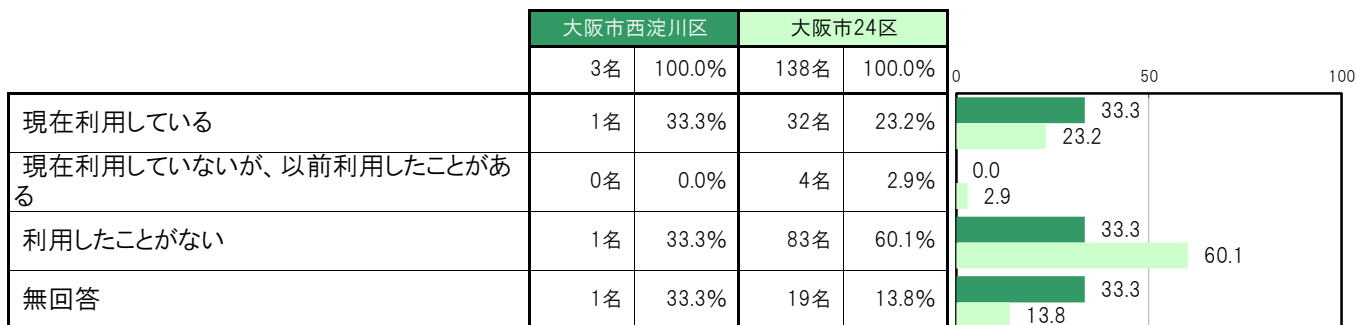 大阪市西淀川区 大阪市24区
3名 100.0% 138名 100.0% 0 50 100
現在利用している 1名 33.3% 32名 23.2% 33.3
23.2
現在利用していないが、以前利用したことがあ
る 0名 0.0% 4名 2.9% 0.0
2.9
利用したことがない 1名 33.3% 83名 60.1% 33.3
60.1
無回答 1名 33.3% 19名 13.8% 33.3
13.8